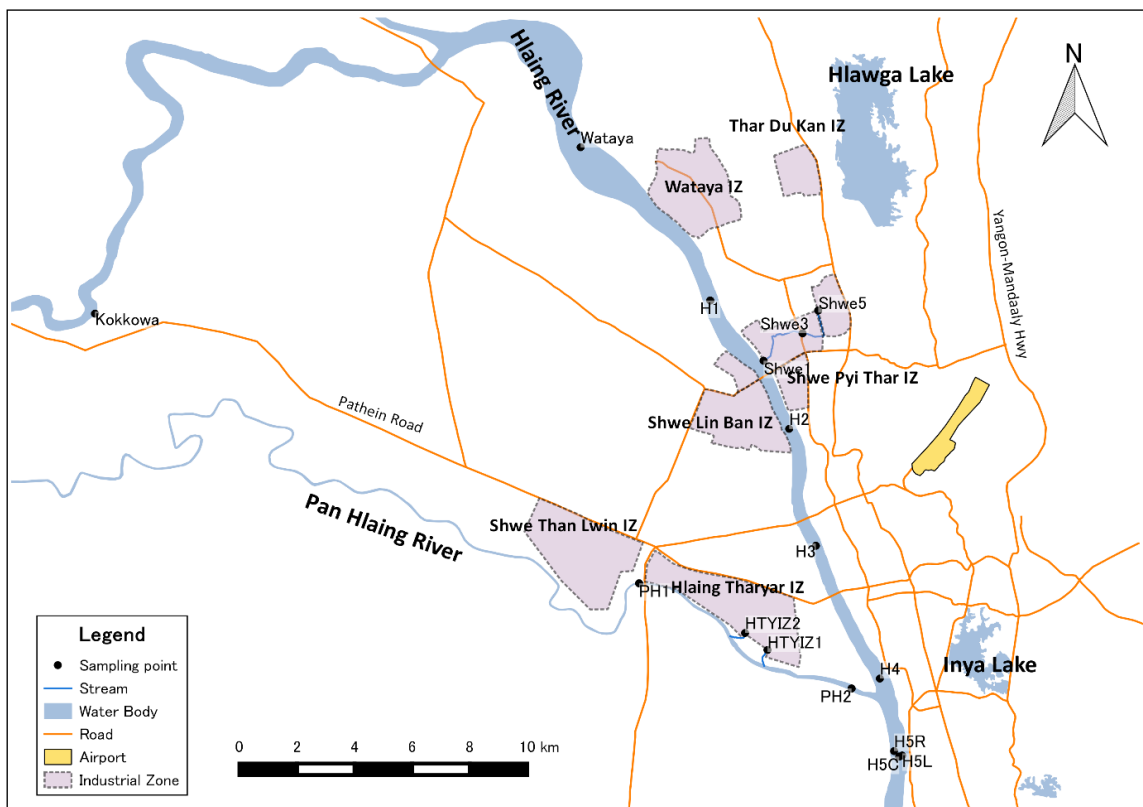 Hlaing River
Hlawga Lake
N
Thar Du Kan IZ
Wataya
Wataya IZ
Yangon-Mandaaly Hwy
H1
Shwe5
Kokkowa
Shwe3
Shwe1
Shwe Pyi Thar IZ
Pathein Road
Shwe Lin Ban IZ
H2
Pan Hlaing River
Shwe Than Lwin IZ
H3
PH1
Hlaing Tharyar IZ
HTYIZ2
HTYIZ1
Inya Lake
H4
PH2
H5R
H5C
H5L
Legend
Sampling point
Stream
Water Body
Road
Airport
Industrial Zone
0 2 4 6 8 10 km